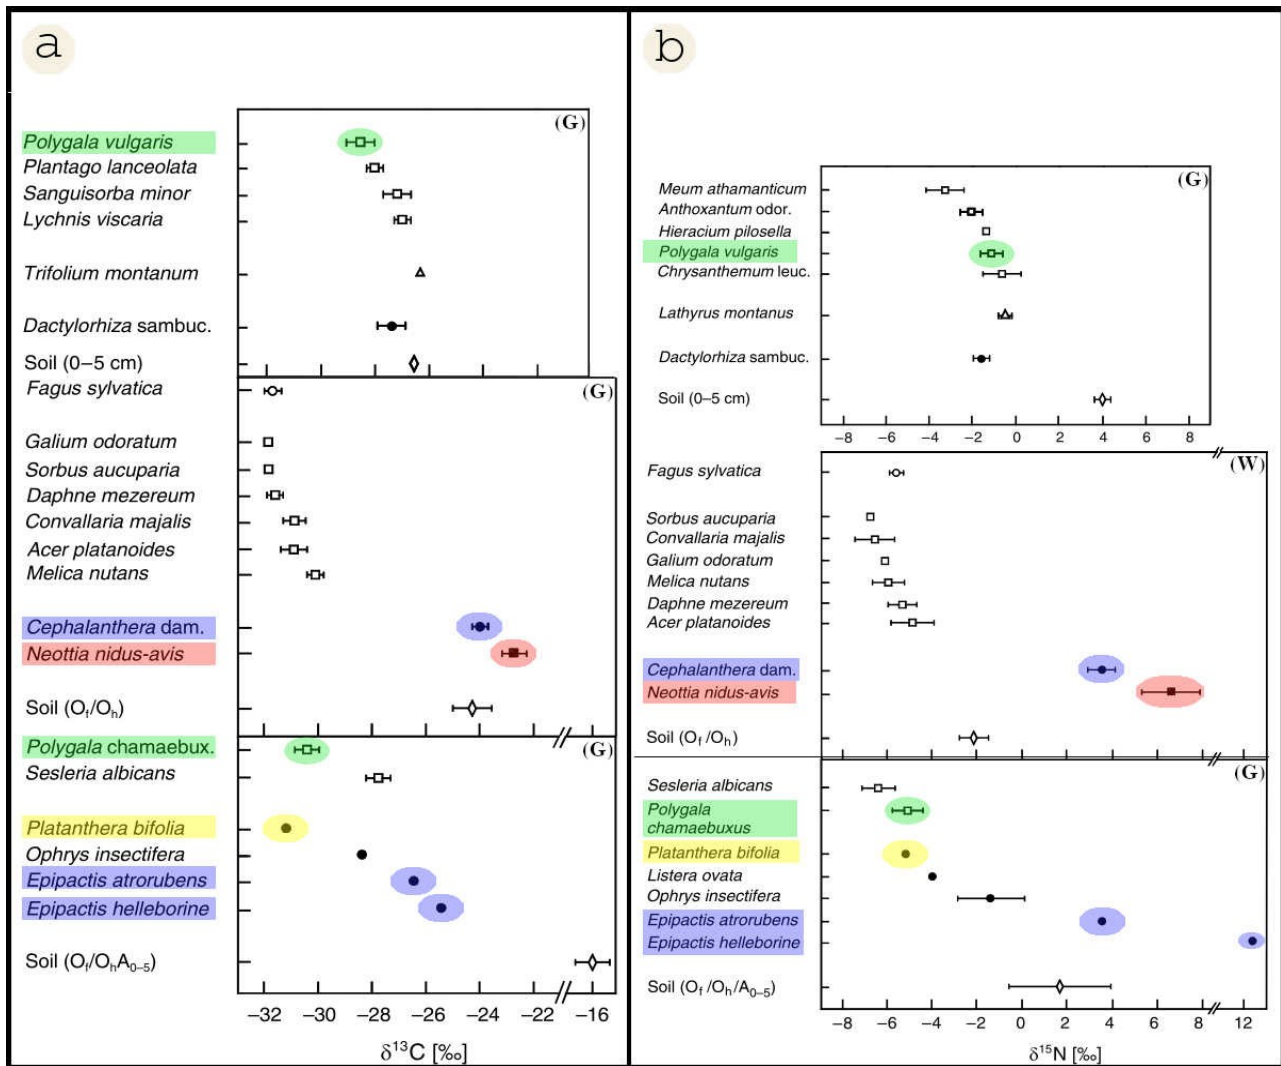 a
(G)
Polygala vulgaris
Plantago lanceolata
Sanguisorba minor
Lychnis viscaria
Trifolium montanum
Dactylorhiza sambuc.
Soil (0–5 cm)
Fagus sylvatica
(G)
Galium odoratum
Sorbus aucuparia
Daphne mezereum
Convallaria majalis
Acer platanoides
Melica nutans
Cephalanthera dam.
Neottia nidus-avis
Soil (Of/Oh)
Polygala chamaebux.
(G)
Sesleria albicans
Platanthera bifolia
Ophrys insectifera
Epipactis atrorubens
Epipactis helleborine
Soil (Of/OhA0–5)
–32 –30 –28 –26 –24 –22 –16
δ13C [‰]
b
(G)
Meum athamanticum
Anthoxantum odor.
Hieracium pilosella
Polygala vulgaris
Chrysanthemum leuc.
Lathyrus montanus
Dactylorhiza sambuc.
Soil (0–5 cm)
–8 –6 –4 –2 0 2 4 6 8
(W)
Fagus sylvatica
Sorbus aucuparia
Convallaria majalis
Galium odoratum
Melica nutans
Daphne mezereum
Acer platanoides
Cephalanthera dam.
Neottia nidus-avis
Soil (Of/Oh)
(G)
Sesleria albicans
Polygala
chamaebuxus
Platanthera bifolia
Listera ovata
Ophrys insectifera
Epipactis atrorubens
Epipactis helleborine
Soil (Of/Oh/A0–5)
–8 –6 –4 –2 0 2 4 6 8 12
δ15N [‰]